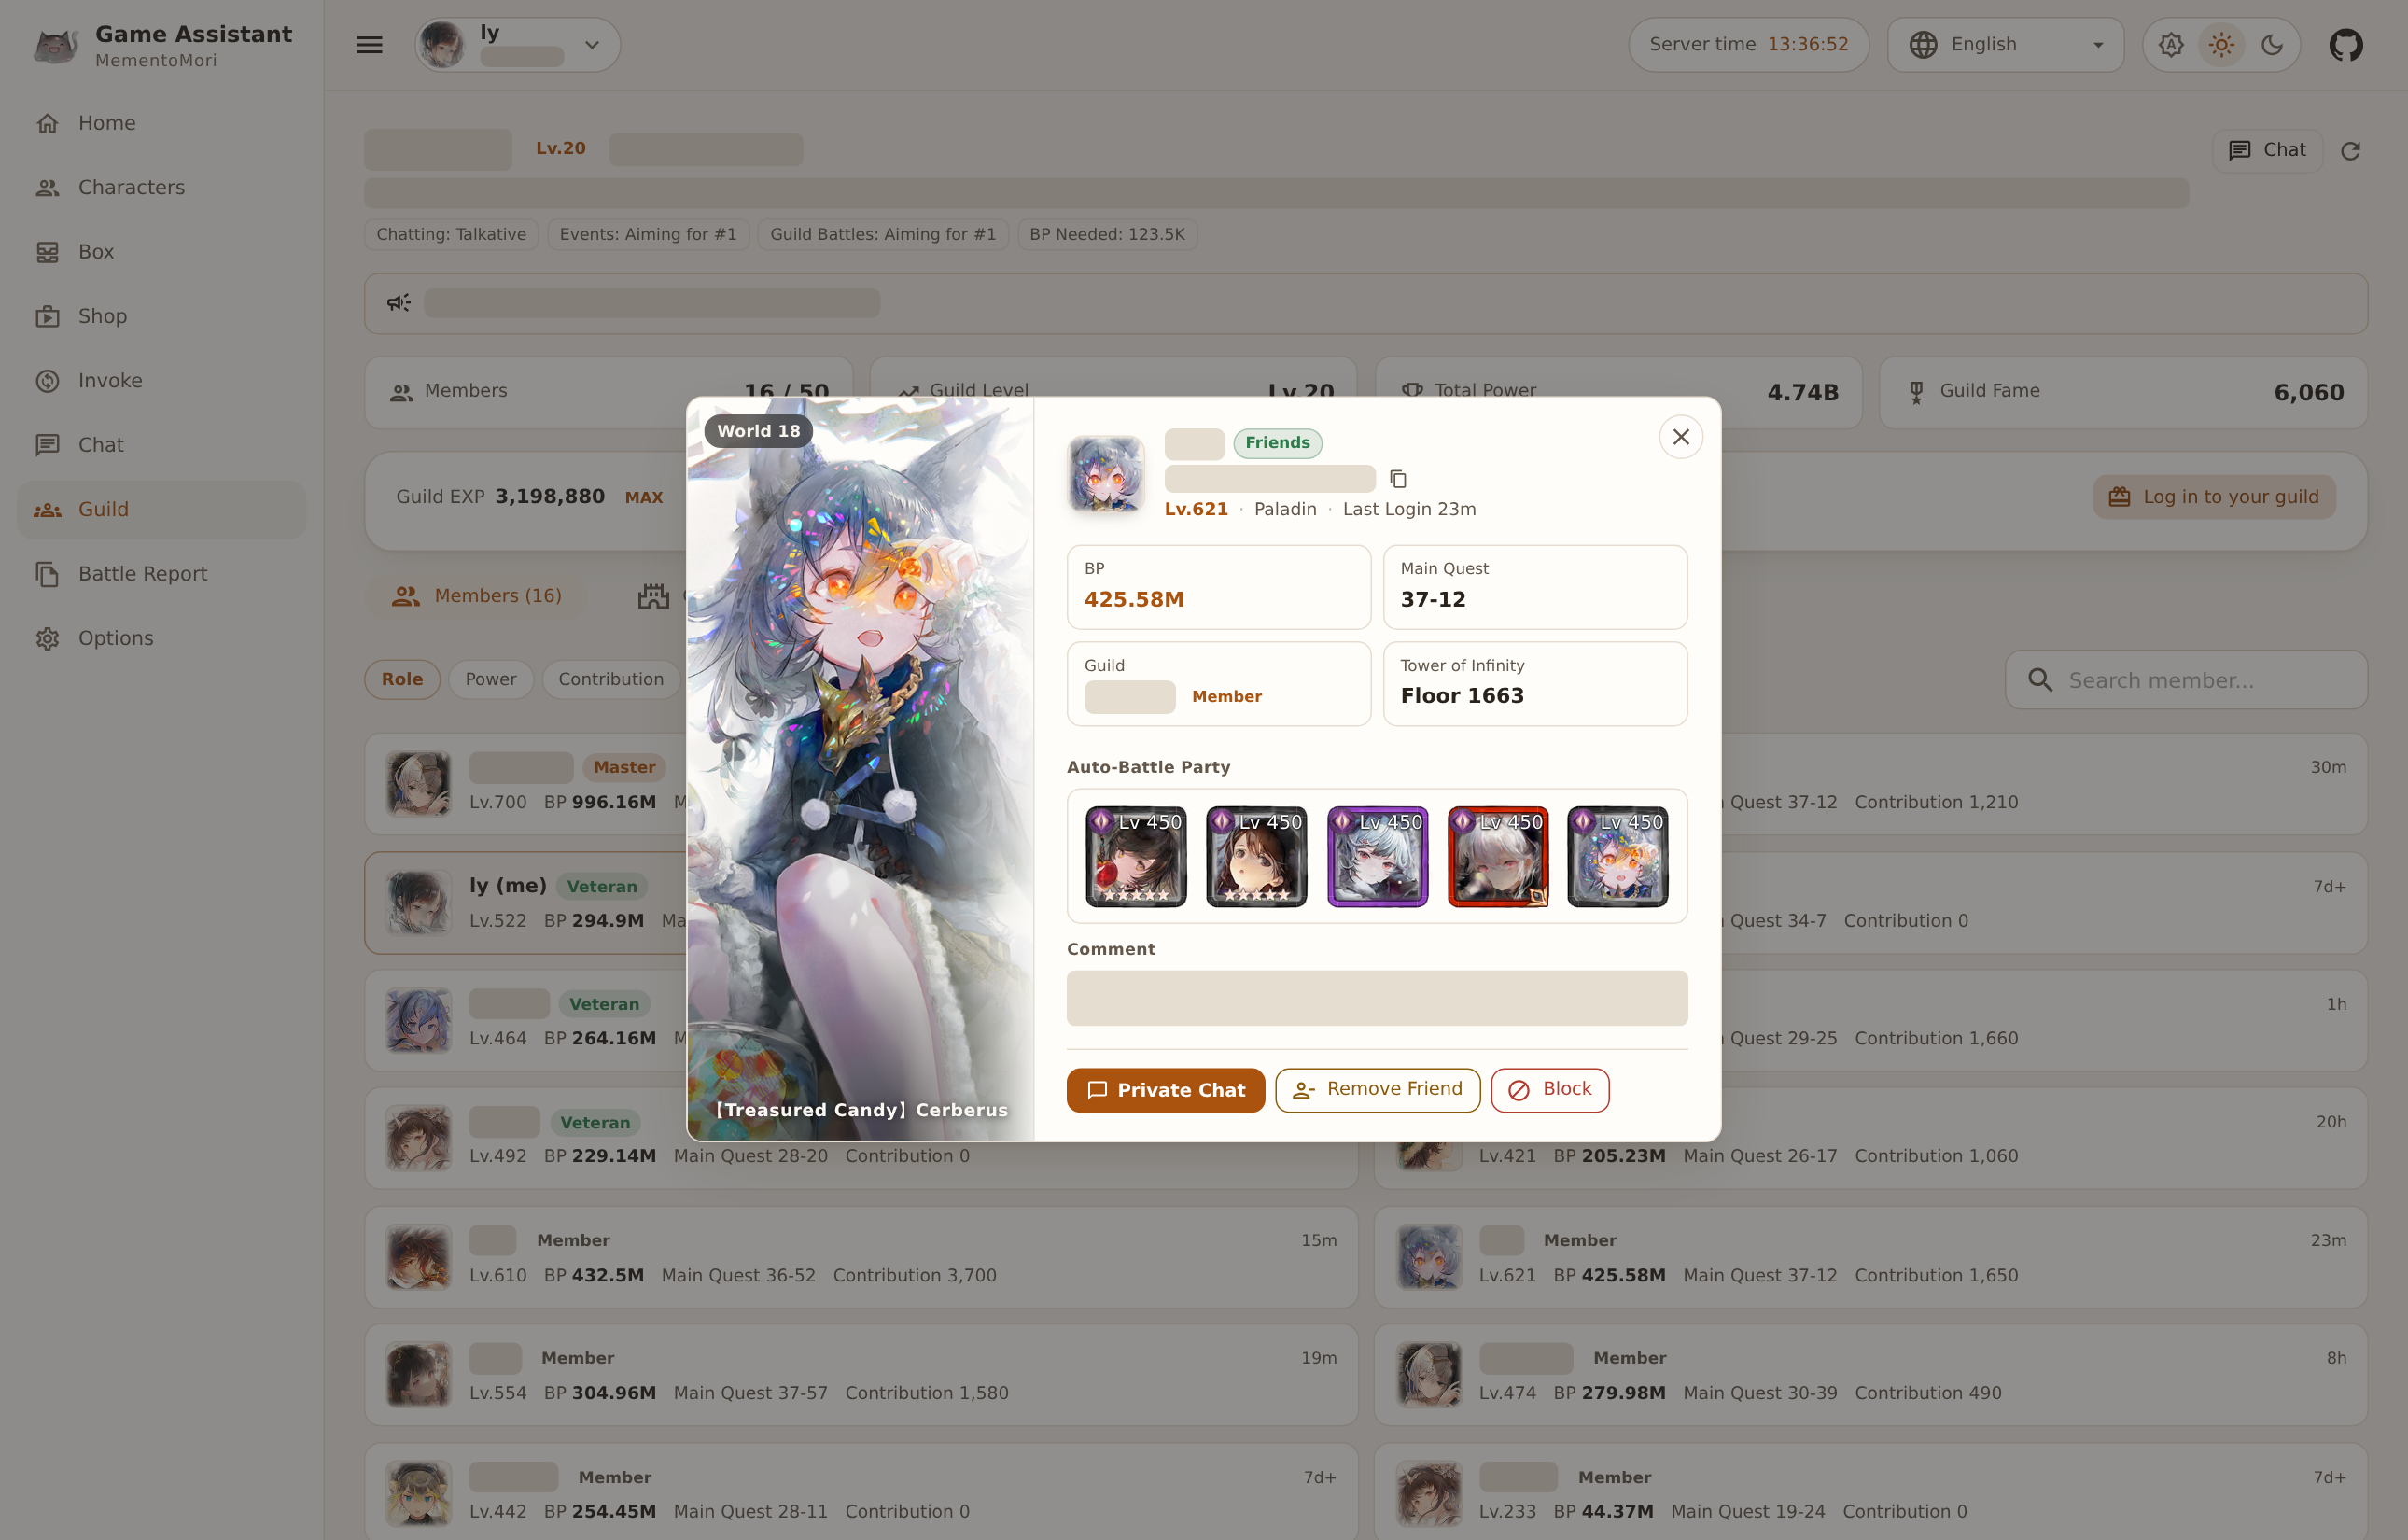 Game Assistant
MementoMori
ly
Server time 13:36:52
English
Home
Characters
Box
Shop
Invoke
Chat
Guild
Battle Report
Options
Lv.20
Chat
Chatting: Talkative
Events: Aiming for #1
Guild Battles: Aiming for #1
BP Needed: 123.5K
Members
16 / 50
Guild Level
Lv.20
Total Power
4.74B
Guild Fame
6,060
Guild EXP 3,198,880 MAX
Log in to your guild
Members (16)
Role
Power
Contribution
Search member...
Master
Lv.700 BP 996.16M
30m
Quest 37-12 Contribution 1,210
ly (me) Veteran
Lv.522 BP 294.9M Ma
7d+
Quest 34-7 Contribution 0
Veteran
Lv.464 BP 264.16M
1h
Quest 29-25 Contribution 1,660
Veteran
Lv.492 BP 229.14M Main Quest 28-20 Contribution 0
20h
Lv.421 BP 205.23M Main Quest 26-17 Contribution 1,060
Member 15m
Lv.610 BP 432.5M Main Quest 36-52 Contribution 3,700
Member 23m
Lv.621 BP 425.58M Main Quest 37-12 Contribution 1,650
Member 19m
Lv.554 BP 304.96M Main Quest 37-57 Contribution 1,580
Member 8h
Lv.474 BP 279.98M Main Quest 30-39 Contribution 490
Member 7d+
Lv.442 BP 254.45M Main Quest 28-11 Contribution 0
Member 7d+
Lv.233 BP 44.37M Main Quest 19-24 Contribution 0
World 18
【Treasured Candy】Cerberus
Friends
Lv.621 · Paladin · Last Login 23m
BP
425.58M
Main Quest
37-12
Guild
Member
Tower of Infinity
Floor 1663
Auto-Battle Party
Lv 450
Lv 450
Lv 450
Lv 450
Lv 450
Comment
Private Chat
Remove Friend
Block